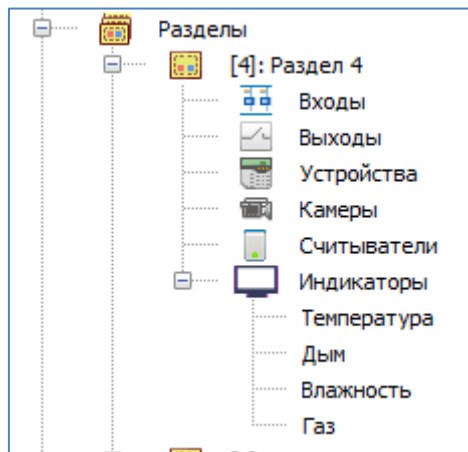 Разделы
[4]: Раздел 4
Входы
Выходы
Устройства
Камеры
Считыватели
Индикаторы
Температура
Дым
Влажность
Газ